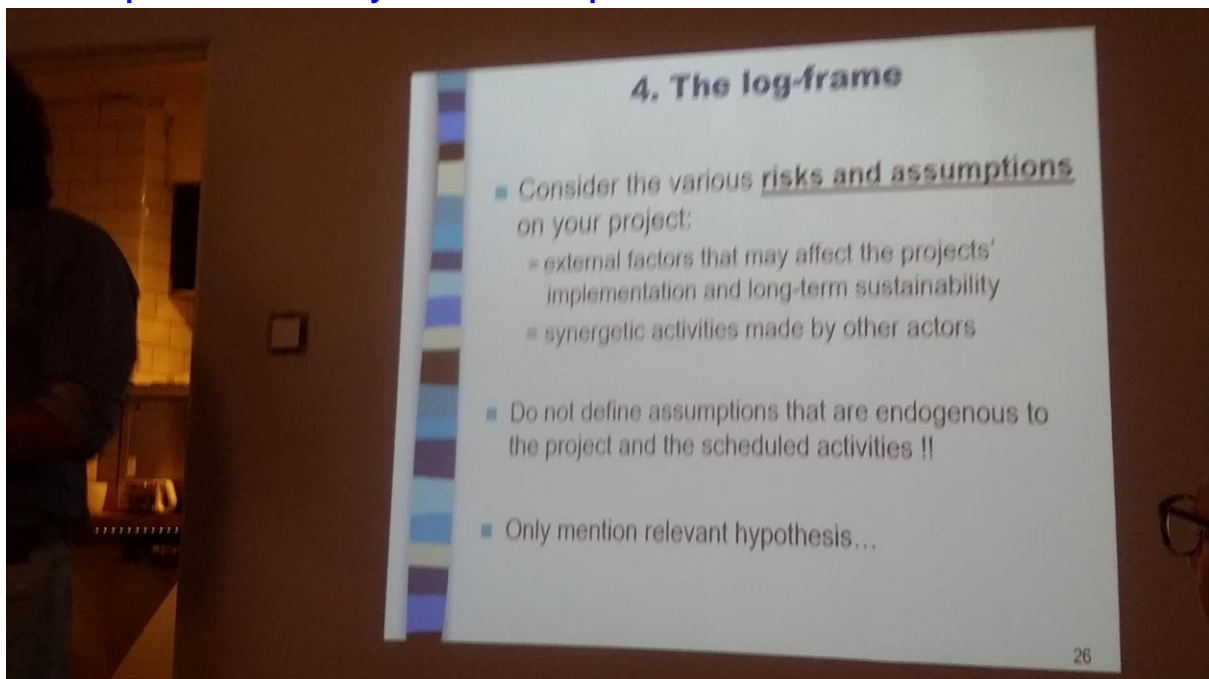 4. The log-frame
Consider the various risks and assumptions
on your project:
= external factors that may affect the projects'
implementation and long-term sustainability
= synergetic activities made by other actors
Do not define assumptions that are endogenous to
the project and the scheduled activities !!
Only mention relevant hypothesis...
26